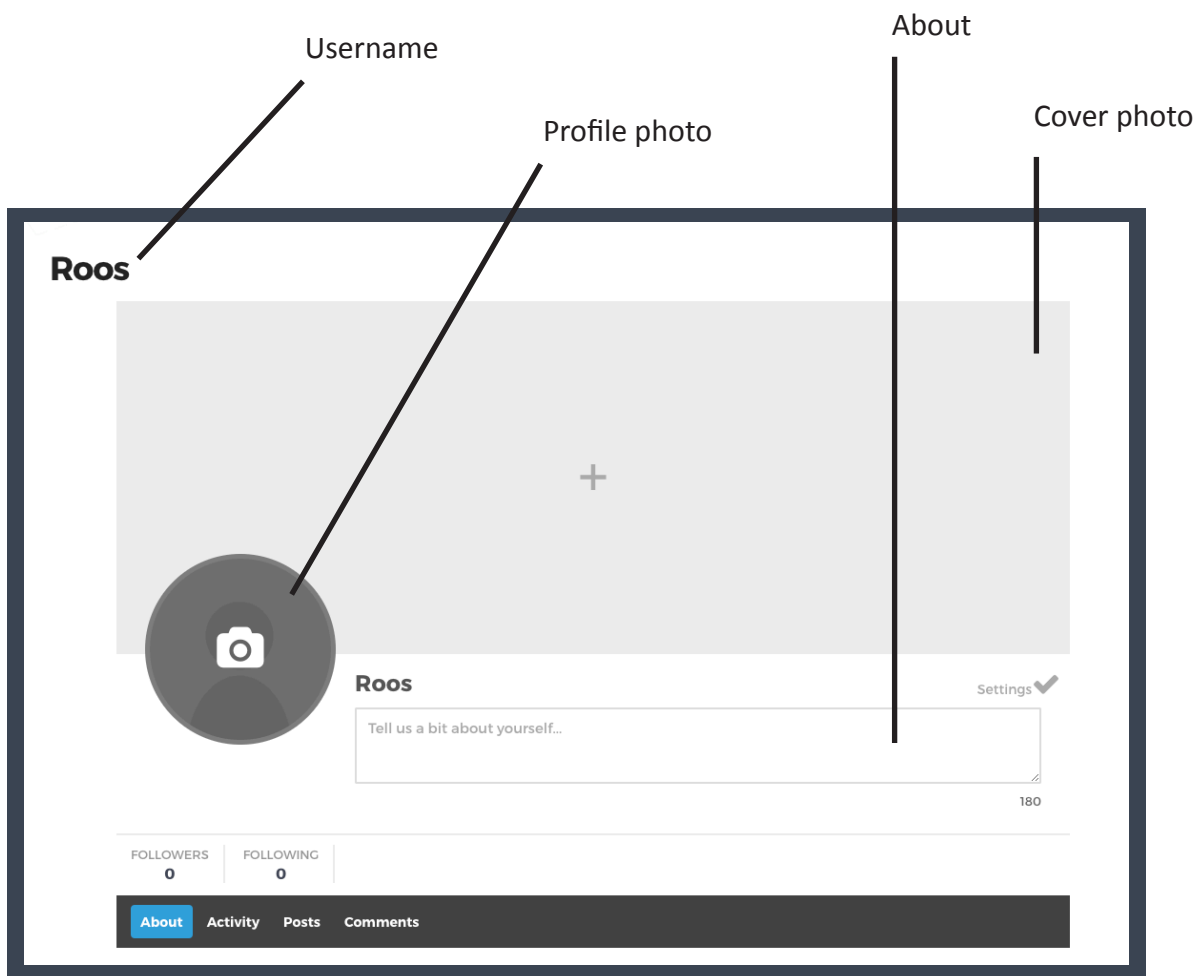 About
Username
Cover photo
Profile photo
Roos
Roos
Settings
Tell us a bit about yourself...
180
FOLLOWERS FOLLOWING
0 0
About Activity Posts Comments